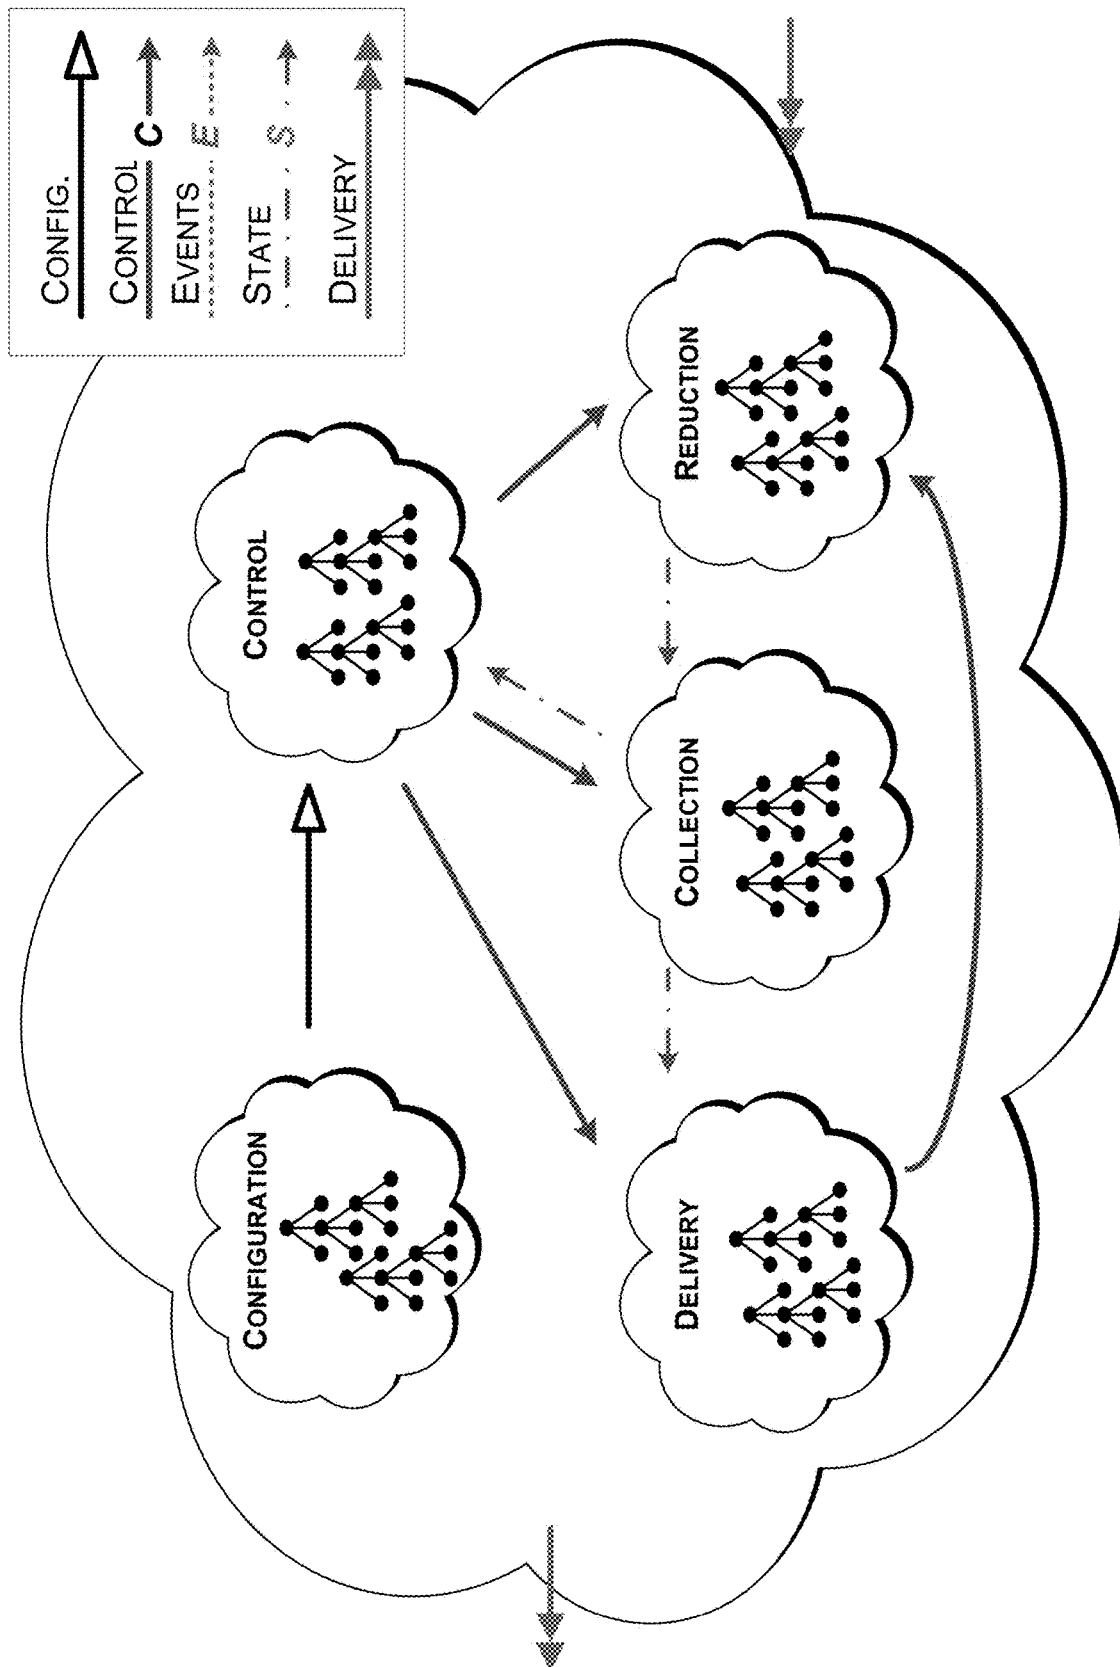 CONFIG.
CONTROL
C
EVENTS
E
STATE
S
DELIVERY
CONFIGURATION
CONTROL
DELIVERY
COLLECTION
REDUCTION